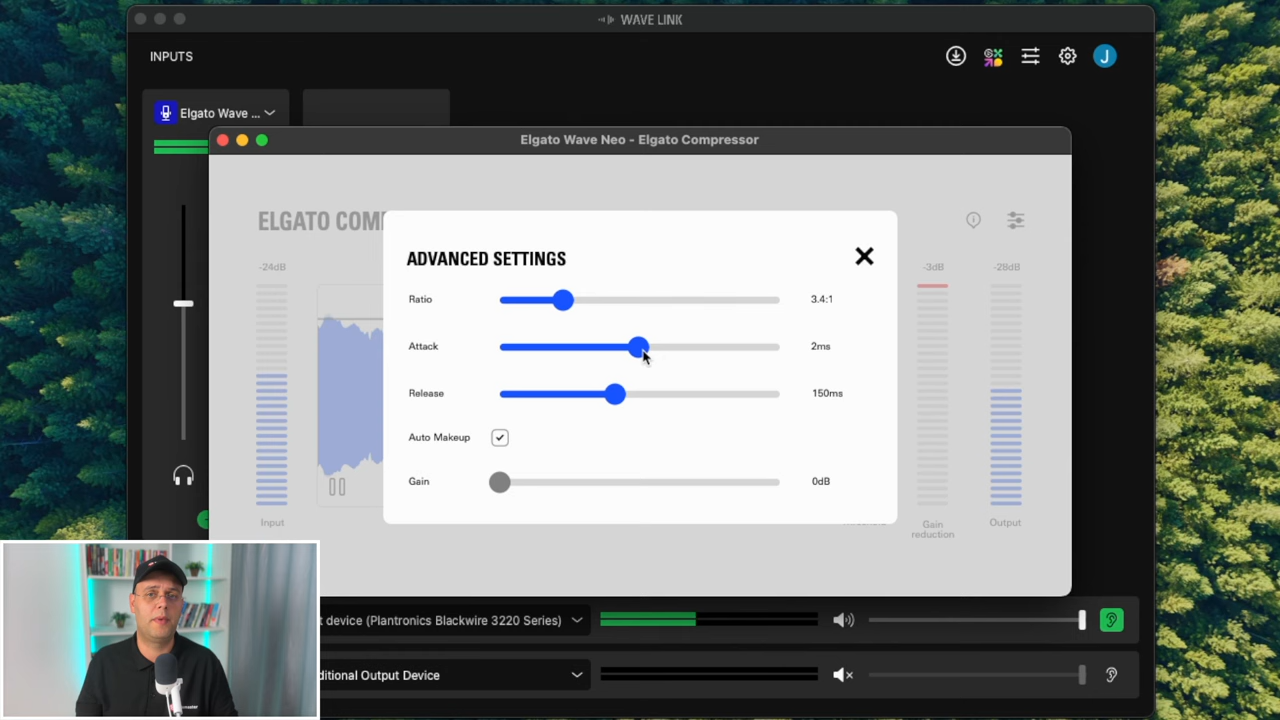 WAVE LINK
INPUTS
J
Elgato Wave ...
Elgato Wave Neo - Elgato Compressor
ELGATO COM
-24dB
-3dB
-28dB
ADVANCED SETTINGS
Ratio
3.4:1
Attack
2ms
Release
150ms
Auto Makeup
Gain
0dB
Input
Gain
reduction
Output
t device (Plantronics Blackwire 3220 Series)
ditional Output Device